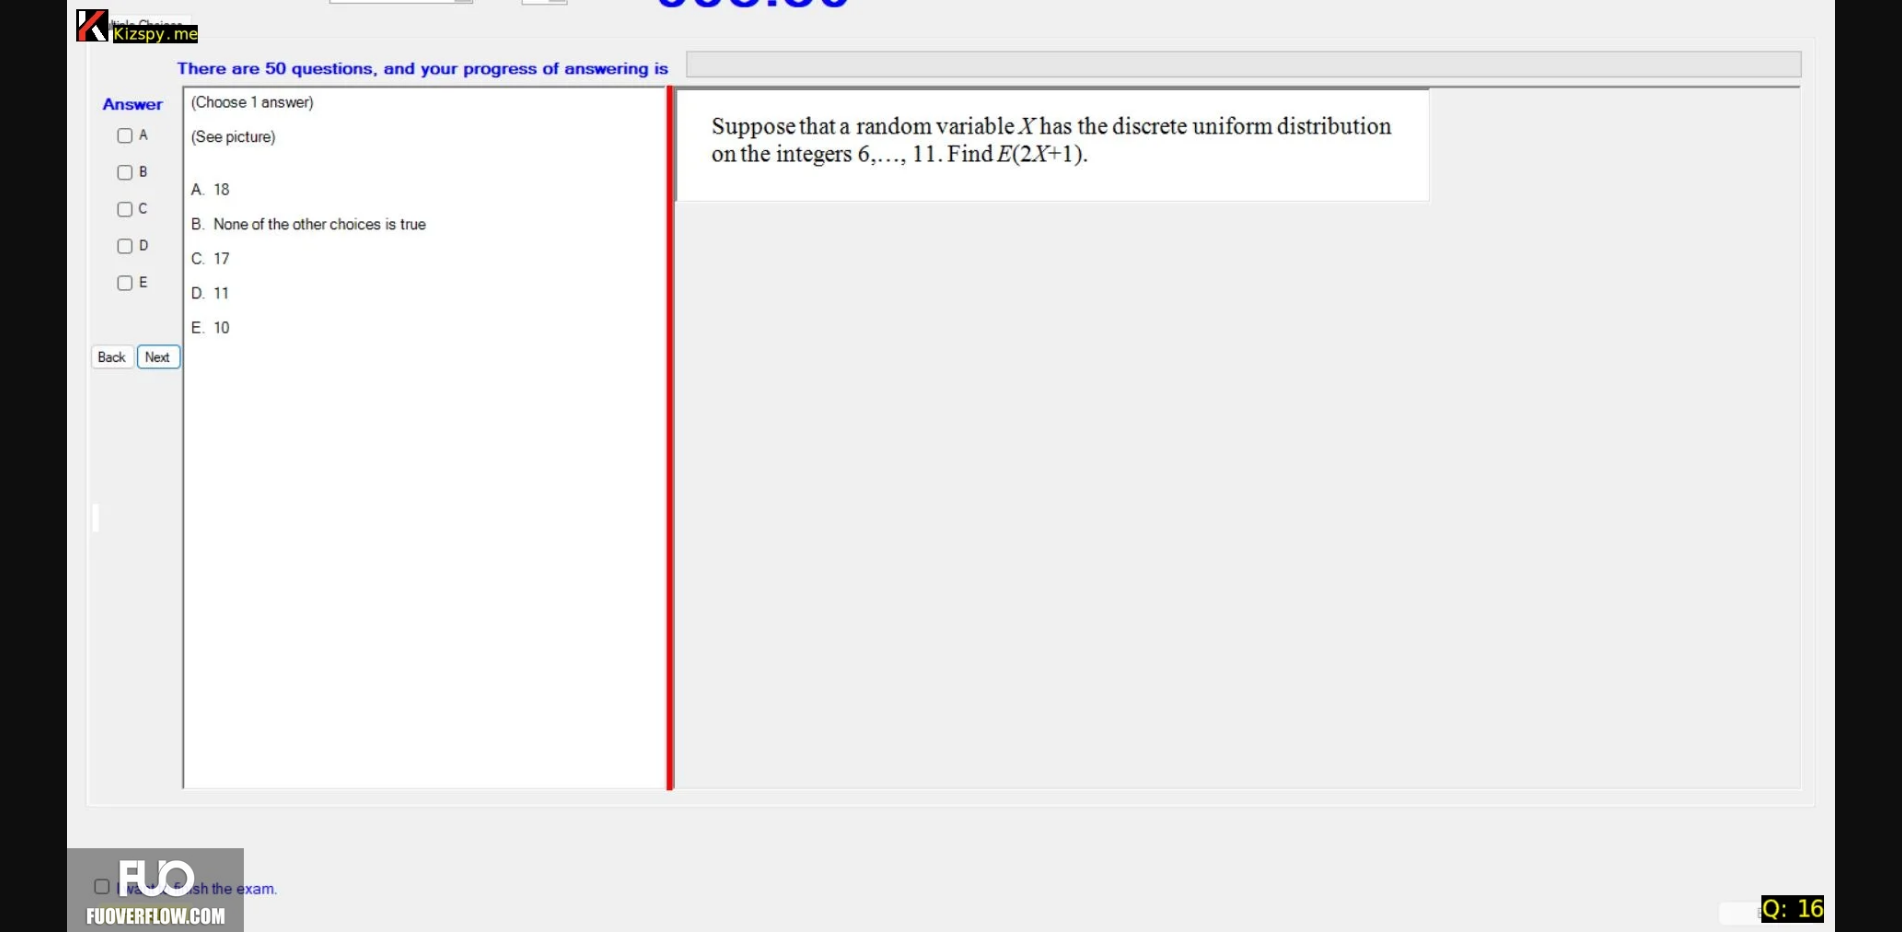 Kizspy.me
There are 50 questions, and your progress of answering is
Answer
A
B
C
D
E
Back Next
(Choose 1 answer)
(See picture)
A. 18
B. None of the other choices is true
C. 17
D. 11
E. 10
Suppose that a random variable X has the discrete uniform distribution
on the integers 6,..., 11. Find E(2X+1).
FUO
finish the exam.
FUOVERFLOW.COM
Q: 16